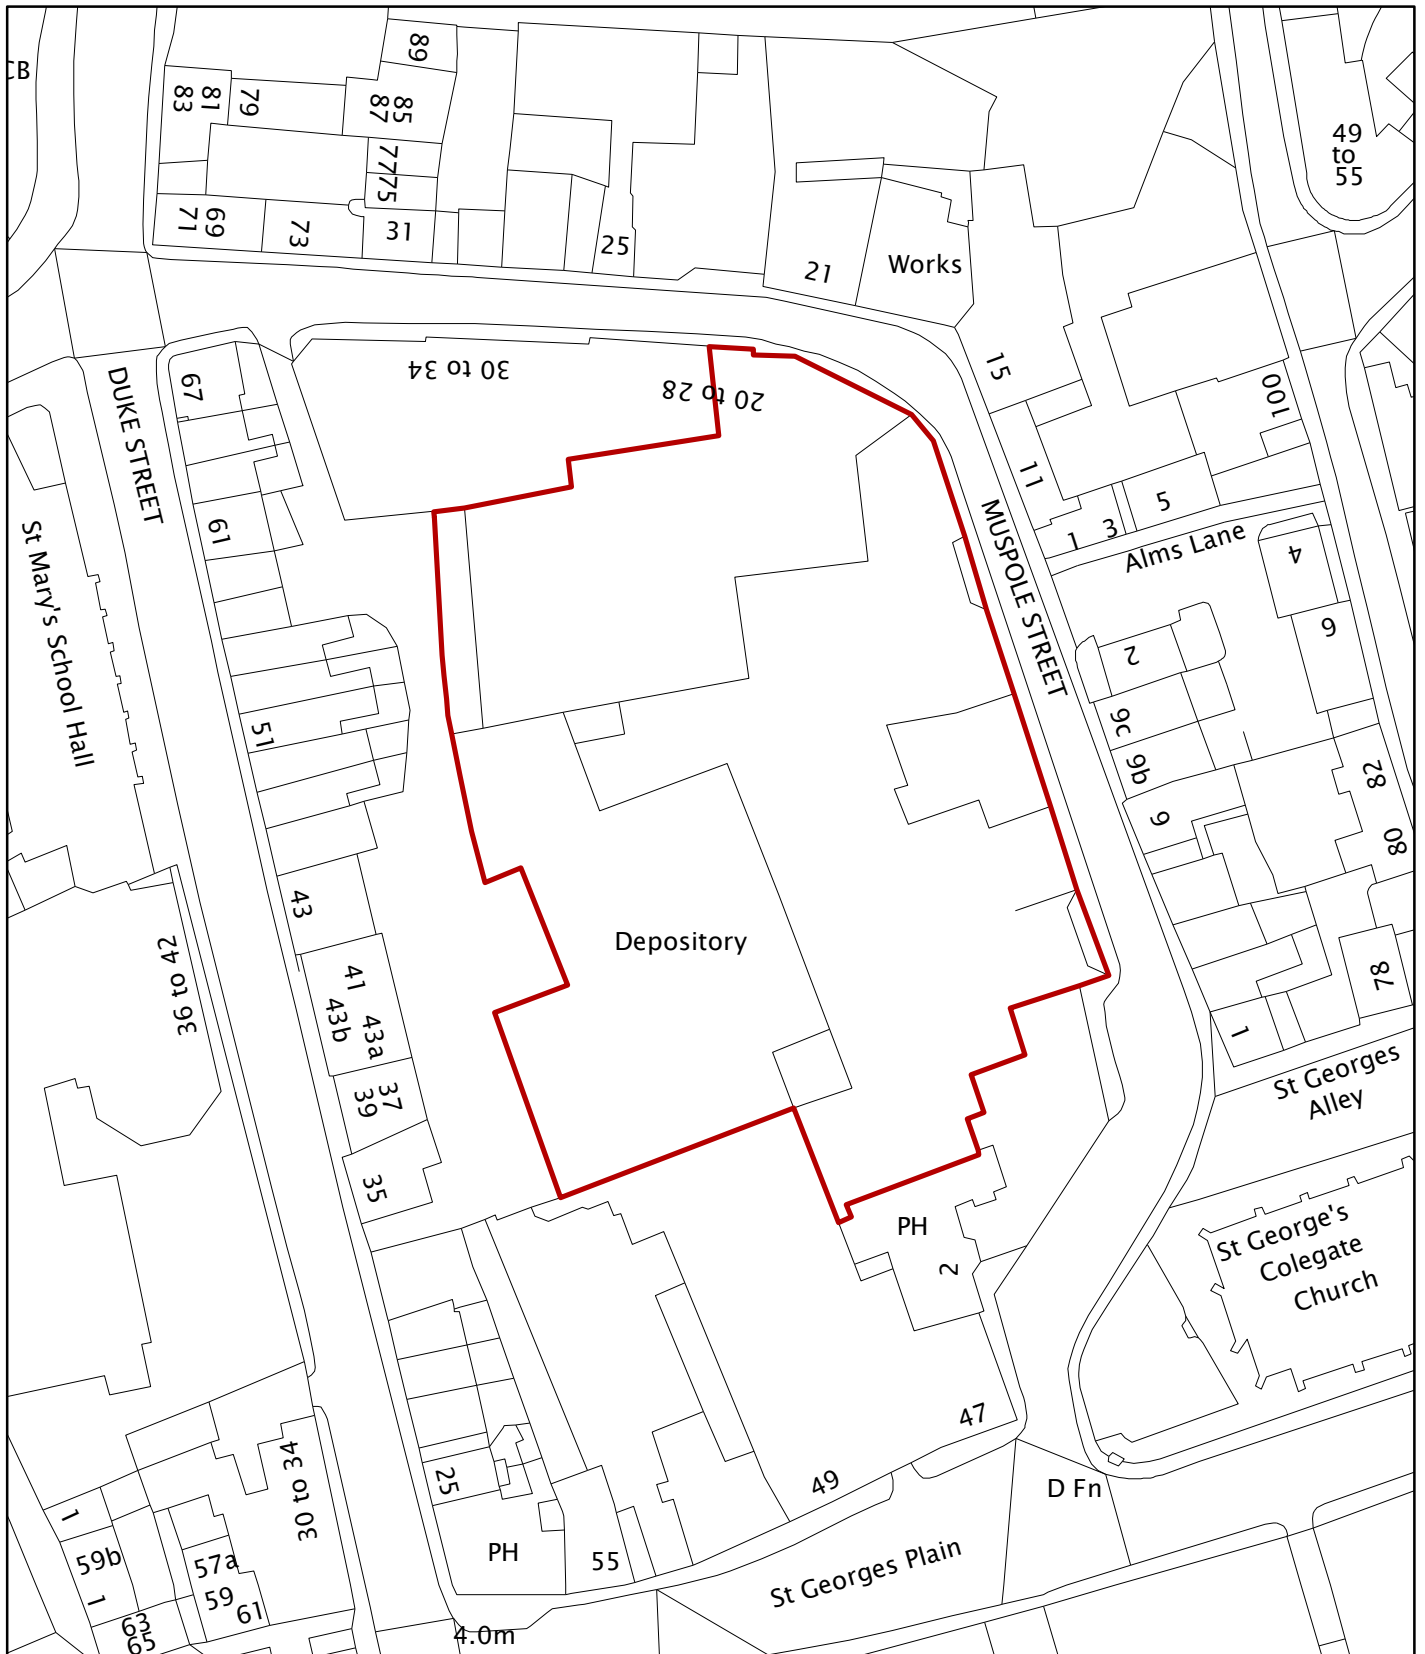 CB
89
83
81
79
87
85
77
75
71
69
73
31
25
21
Works
49
to
55
67
30 to 34
20 to 28
15
100
DUKE STREET
11
MUSPOLE STREET
1
3
5
Alms Lane
4
6
2
St Mary's School Hall
61
51
9c
9b
9
82
80
43
Depository
36 to 42
41
43b
43a
78
1
37
39
St Georges
Alley
35
PH
2
St George's
Colegate
Church
47
49
D Fn
30 to 34
25
PH
55
St Georges Plain
1
59b
1
57a
59
61
63
65
4.0m